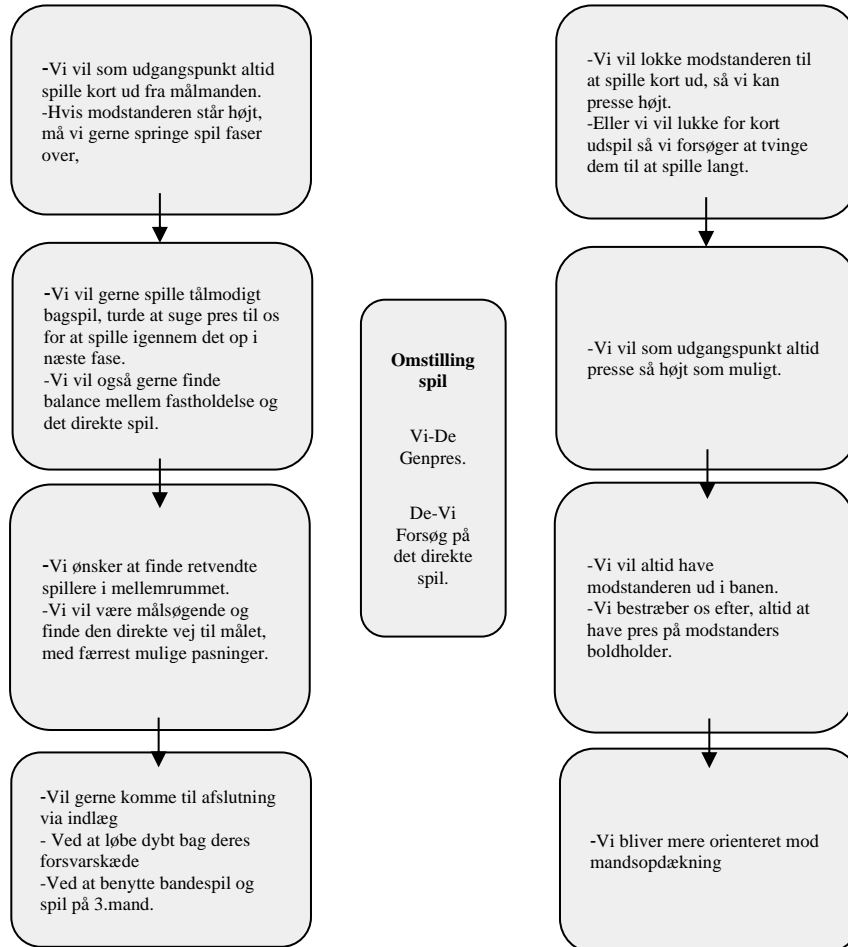 -Vi vil som udgangspunkt altid
spille kort ud fra målmanden.
-Hvis modstanderen står højt,
må vi gerne springe spil faser
over,
-Vi vil gerne spille tålmodigt
bagspil, turde at suge pres til os
for at spille igennem det op i
næste fase.
-Vi vil også gerne finde
balance mellem fastholdelse og
det direkte spil.
-Vi ønsker at finde retvendte
spillere i mellemrummet.
-Vi vil være målsøgende og
finde den direkte vej til målet,
med færrest mulige pasninger.
-Vil gerne komme til afslutning
via indlæg
- Ved at løbe dybt bag deres
forsvarskæde
-Ved at benytte bandespil og
spil på 3.mand.
Omstilling
spil
Vi-De
Genpres.
De-Vi
Forsøg på
det direkte
spil.
-Vi vil lokke modstanderen til
at spille kort ud, så vi kan
presse højt.
-Eller vi vil lukke for kort
udspil så vi forsøger at tvinge
dem til at spille langt.
-Vi vil som udgangspunkt altid
presse så højt som muligt.
-Vi vil altid have
modstanderen ud i banen.
-Vi bestræber os efter, altid at
have pres på modstanders
boldholder.
-Vi bliver mere orienteret mod
mandsopdækning